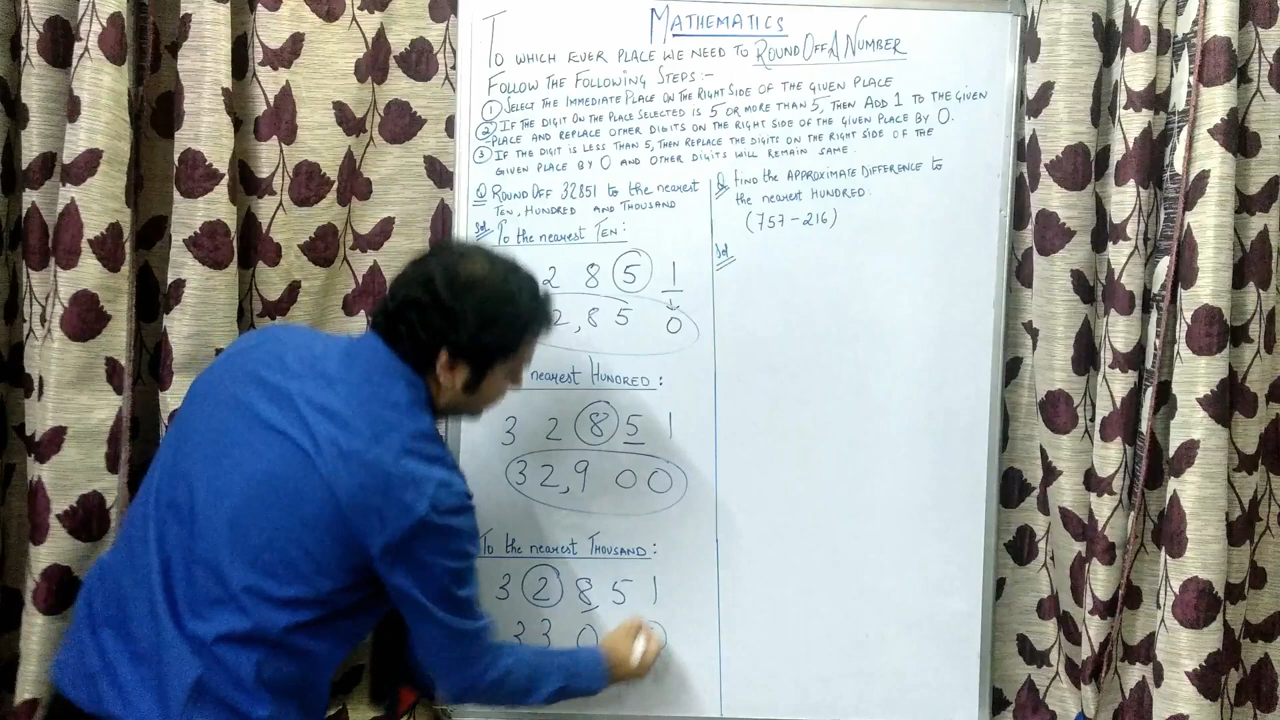 MATHEMATICS
TO WHICH EVER PLACE WE NEED TO ROUND OFF A NUMBER
FOLLOW THE FOLLOWING STEPS :-
① SELECT THE IMMEDIATE PLACE ON THE RIGHT SIDE OF THE GIVEN PLACE
② IF THE DIGIT ON THE PLACE SELECTED IS 5 OR MORE THAN 5, THEN ADD 1 TO THE GIVEN
PLACE AND REPLACE OTHER DIGITS ON THE RIGHT SIDE OF THE GIVEN PLACE BY 0.
③ IF THE DIGIT IS LESS THAN 5, THEN REPLACE THE DIGITS ON THE RIGHT SIDE OF THE
GIVEN PLACE BY 0 AND OTHER DIGITS WILL REMAIN SAME.
Q ROUND OFF 32851 to the nearest
TEN, HUNDRED AND THOUSAND
Sol To the nearest TEN:
2 8 5 1
2,8 5 0
nearest HUNDRED:
3 2 8 5 1
3 2,9 0 0
To the nearest THOUSAND:
3 2 8 5 1
3 3 0
Q FIND the APPROXIMATE DIFFERENCE to
the nearest HUNDRED:
(757-216)
Sol